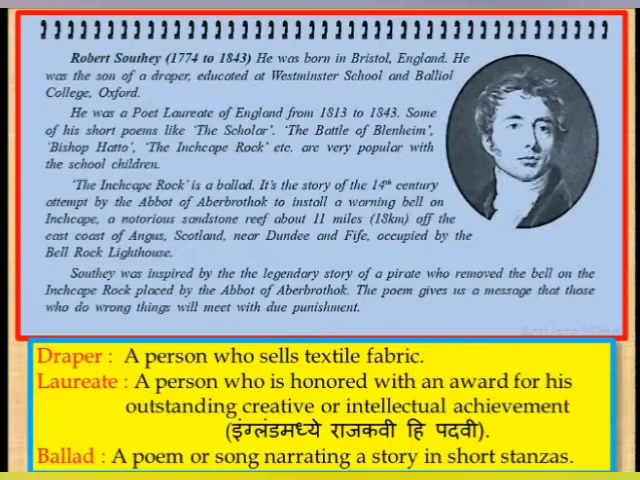 Robert Southey (1774 to 1843) He was born in Bristol, England. He
was the son of a draper, educated at Westminster School and Balliol
College, Oxford.
He was a Poet Laureate of England from 1813 to 1843. Some
of his short poems like 'The Scholar'. 'The Battle of Blenheim',
'Bishop Hatto', 'The Inchcape Rock' etc. are very popular with
the school children.
'The Inchcape Rock' is a ballad. It's the story of the 14th century
attempt by the Abbot of Aberbrothok to install a warning bell on
Inchcape, a notorious sandstone reef about 11 miles (18km) off the
east coast of Angus, Scotland, near Dundee and Fife, occupied by the
Bell Rock Lighthouse.
Southey was inspired by the the legendary story of a pirate who removed the bell on the
Inchcape Rock placed by the Abbot of Aberbrothok. The poem gives us a message that those
who do wrong things will meet with due punishment.
Draper : A person who sells textile fabric.
Laureate : A person who is honored with an award for his
outstanding creative or intellectual achievement
(इंग्लंडमध्ये राजकवी हि पदवी).
Ballad : A poem or song narrating a story in short stanzas.